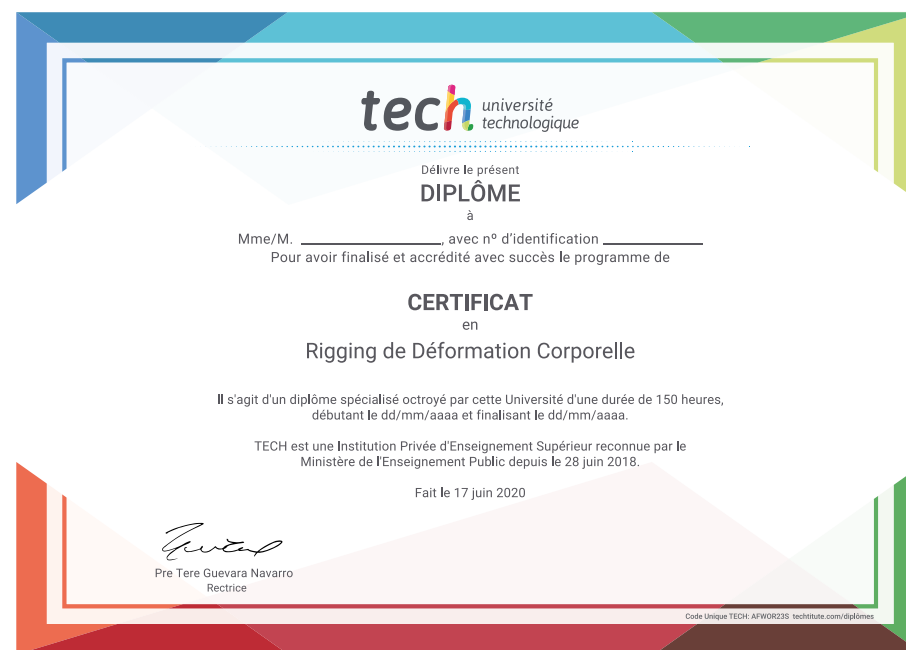 tech université
technologique
Délivre le présent
DIPLÔME
à
Mme/M. ____________________, avec nº d'identification ______________
Pour avoir finalisé et accrédité avec succès le programme de
CERTIFICAT
en
Rigging de Déformation Corporelle
Il s'agit d'un diplôme spécialisé octroyé par cette Université d'une durée de 150 heures,
débutant le dd/mm/aaaa et finalisant le dd/mm/aaaa.
TECH est une Institution Privée d'Enseignement Supérieur reconnue par le
Ministère de l'Enseignement Public depuis le 28 juin 2018.
Fait le 17 juin 2020
Pre Tere Guevara Navarro
Rectrice
Code Unique TECH: AFWOR23S techtitute.com/diplômes